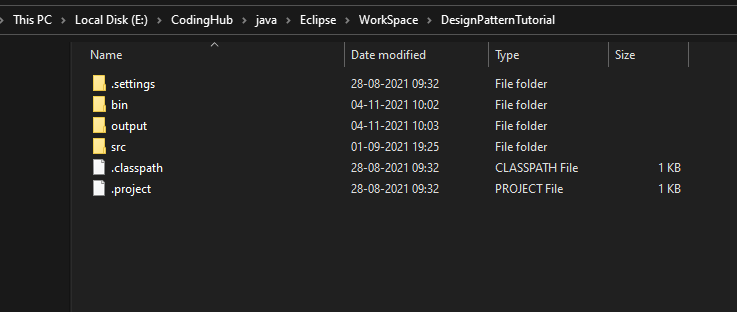 This PC > Local Disk (E:) > CodingHub > java > Eclipse > WorkSpace > DesignPatternTutorial
Name Date modified Type Size
.settings 28-08-2021 09:32 File folder
bin 04-11-2021 10:02 File folder
output 04-11-2021 10:03 File folder
src 01-09-2021 19:25 File folder
.classpath 28-08-2021 09:32 CLASSPATH File 1 KB
.project 28-08-2021 09:32 PROJECT File 1 KB